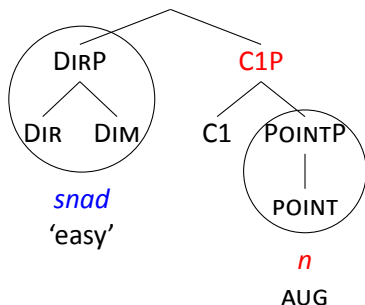 DirP C1P
Dir Dim C1 PointP
snad point
'easy' n
aug